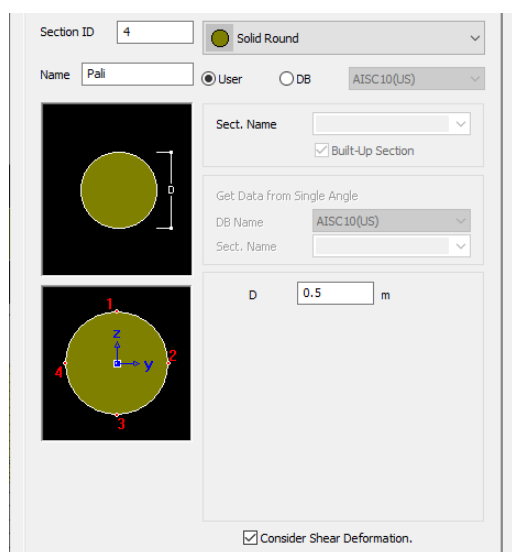 Section ID 4 Solid Round
Name Pali User DB AISC10(US)
Sect. Name
Built-Up Section
D
Get Data from Single Angle
DB Name AISC10(US)
Sect. Name
D 0.5 m
1
z
y 2
4
3
Consider Shear Deformation.